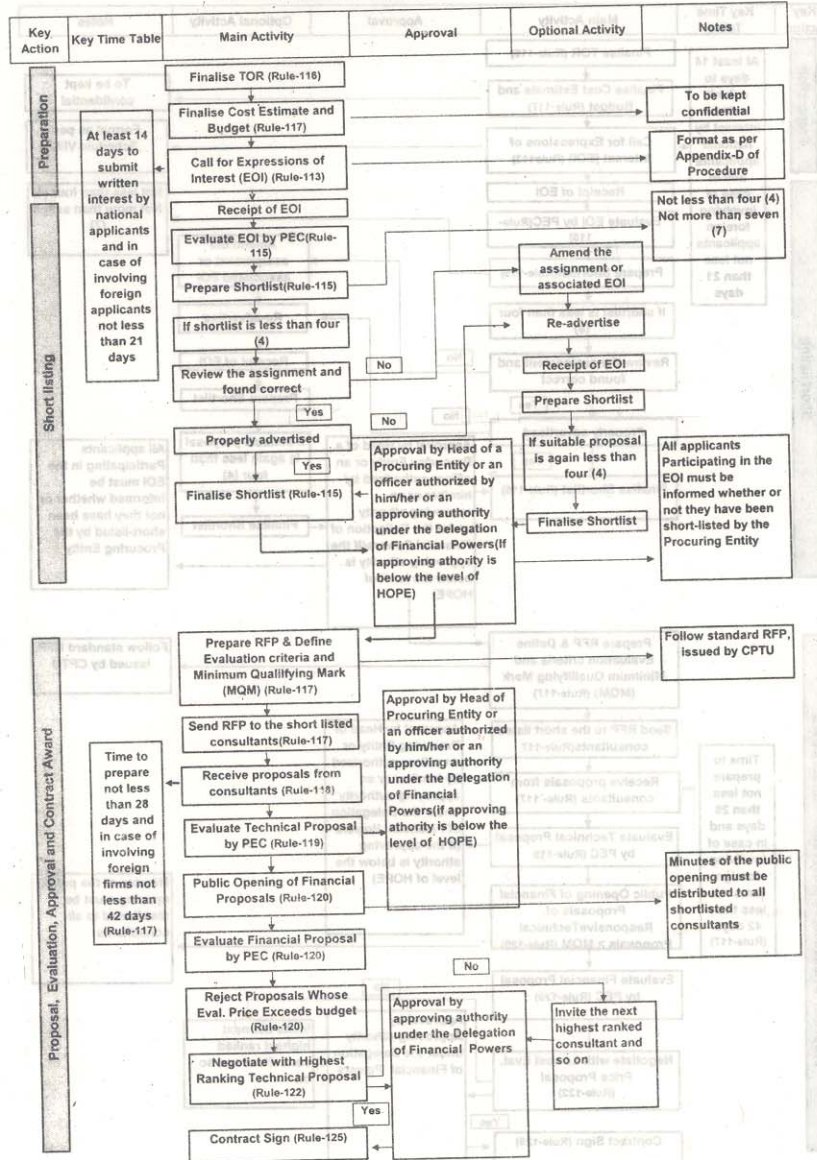 Key
Action
Key Time Table
Main Activity
Approval
Optional Activity
Notes
Preparation
Finalise TOR (Rule-116)
Finalise Cost Estimate and
Budget (Rule-117)
To be kept
confidential
At least 14
days to
submit
written
interest by
national
applicants
and in
case of
involving
foreign
applicants
not less
than 21
days
Call for Expressions of
Interest (EOI) (Rule-113)
Format as per
Appendix-D of
Procedure
Short listing
Receipt of EOI
Not less than four (4)
Not more than seven
(7)
Evaluate EOI by PEC(Rule-
115)
Prepare Shortlist(Rule-115)
Amend the
assignment or
associated EOI
If shortlist is less than four
(4)
Re-advertise
Review the assignment and
found correct
No
Receipt of EOI
Yes
Prepare Shortlist
Properly advertised
No
Yes
Approval by Head of a
Procuring Entity or an
officer authorized by
him/her or an
approving authority
under the Delegation
of Financial Powers(If
approving athority is
below the level of
HOPE)
If suitable proposal
is again less than
four (4)
All applicants
Participating in the
EOI must be
informed whether or
not they have been
short-listed by the
Procuring Entity
Finalise Shortlist (Rule-115)
Finalise Shortlist
Proposal, Evaluation, Approval and Contract Award
Prepare RFP & Define
Evaluation criteria and
Minimum Qualifying Mark
(MQM) (Rule-117)
Follow standard RFP,
issued by CPTU
Send RFP to the short listed
consultants(Rule-117)
Approval by Head of
Procuring Entity or
an officer authorized
by him/her or an
approving authority
under the Delegation
of Financial
Powers(if approving
athority is below the
level of HOPE)
Time to
prepare
not less
than 28
days and
in case of
involving
foreign
firms not
less than
42 days
(Rule-117)
Receive proposals from
consultants (Rule-118)
Evaluate Technical Proposal
by PEC (Rule-119)
Public Opening of Financial
Proposals (Rule-120)
Minutes of the public
opening must be
distributed to all
shortlisted
consultants
Evaluate Financial Proposal
by PEC (Rule-120)
No
Reject Proposals Whose
Eval. Price Exceeds budget
(Rule-120)
Approval by
approving authority
under the Delegation
of Financial Powers
Invite the next
highest ranked
consultant and
so on
Negotiate with Highest
Ranking Technical Proposal
(Rule-122)
Yes
Contract Sign (Rule-125)